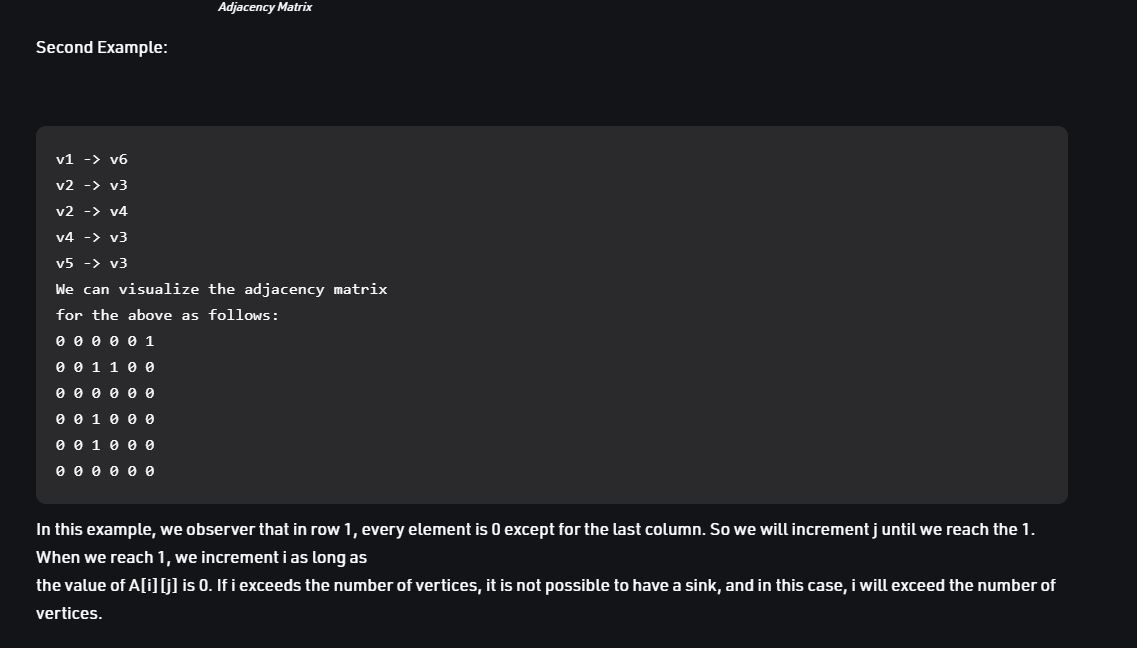 Adjacency Matrix
Second Example:
v1 -> v6
v2 -> v3
v2 -> v4
v4 -> v3
v5 -> v3
We can visualize the adjacency matrix
for the above as follows:
0 0 0 0 0 1
0 0 1 1 0 0
0 0 0 0 0 0
0 0 1 0 0 0
0 0 1 0 0 0
0 0 0 0 0 0
In this example, we observer that in row 1, every element is 0 except for the last column. So we will increment j until we reach the 1.
When we reach 1, we increment i as long as
the value of A[i][j] is 0. If i exceeds the number of vertices, it is not possible to have a sink, and in this case, i will exceed the number of
vertices.